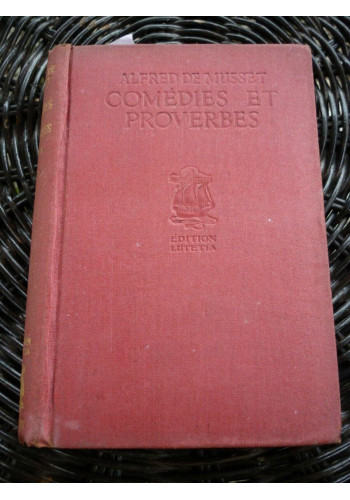 ALFRED DE MUSSET
COMÉDIES ET
PROVERBES
ÉDITION
LUTETIA